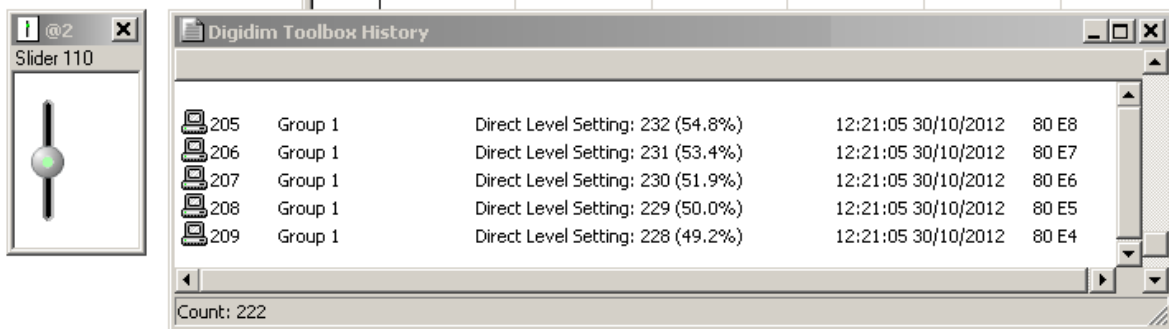 @2
Slider 110
Digidim Toolbox History
205 Group 1 Direct Level Setting: 232 (54.8%) 12:21:05 30/10/2012 80 E8
206 Group 1 Direct Level Setting: 231 (53.4%) 12:21:05 30/10/2012 80 E7
207 Group 1 Direct Level Setting: 230 (51.9%) 12:21:05 30/10/2012 80 E6
208 Group 1 Direct Level Setting: 229 (50.0%) 12:21:05 30/10/2012 80 E5
209 Group 1 Direct Level Setting: 228 (49.2%) 12:21:05 30/10/2012 80 E4
Count: 222